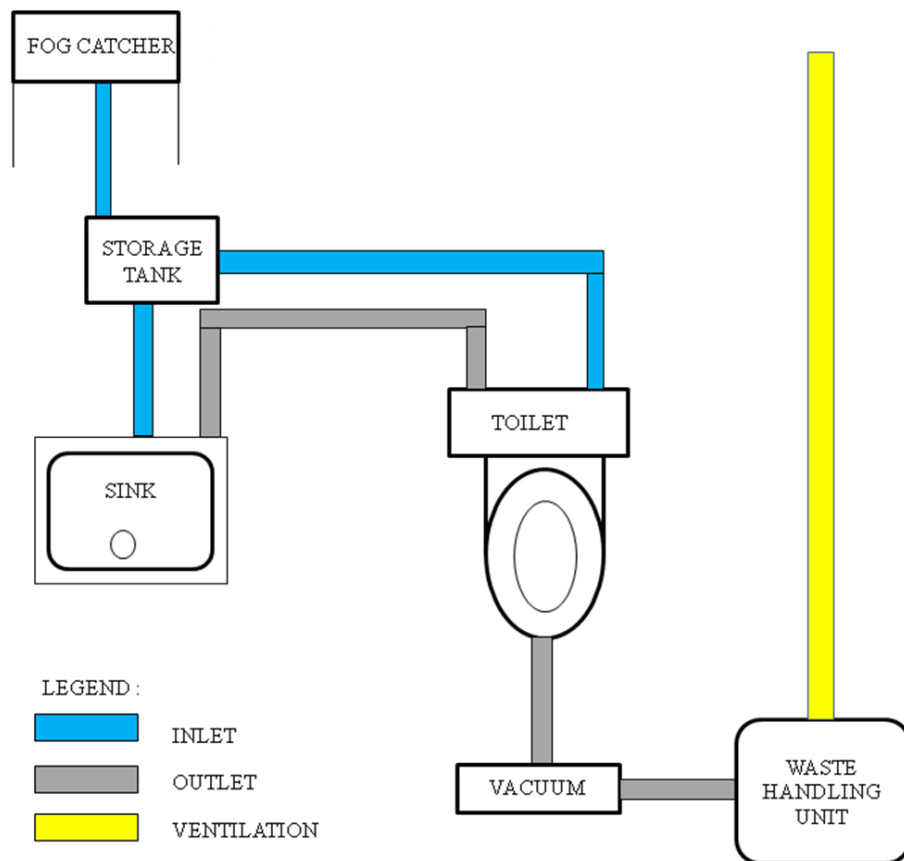 FOG CATCHER
STORAGE
TANK
TOILET
SINK
LEGEND :
INLET
OUTLET
VENTILATION
VACUUM
WASTE
HANDLING
UNIT